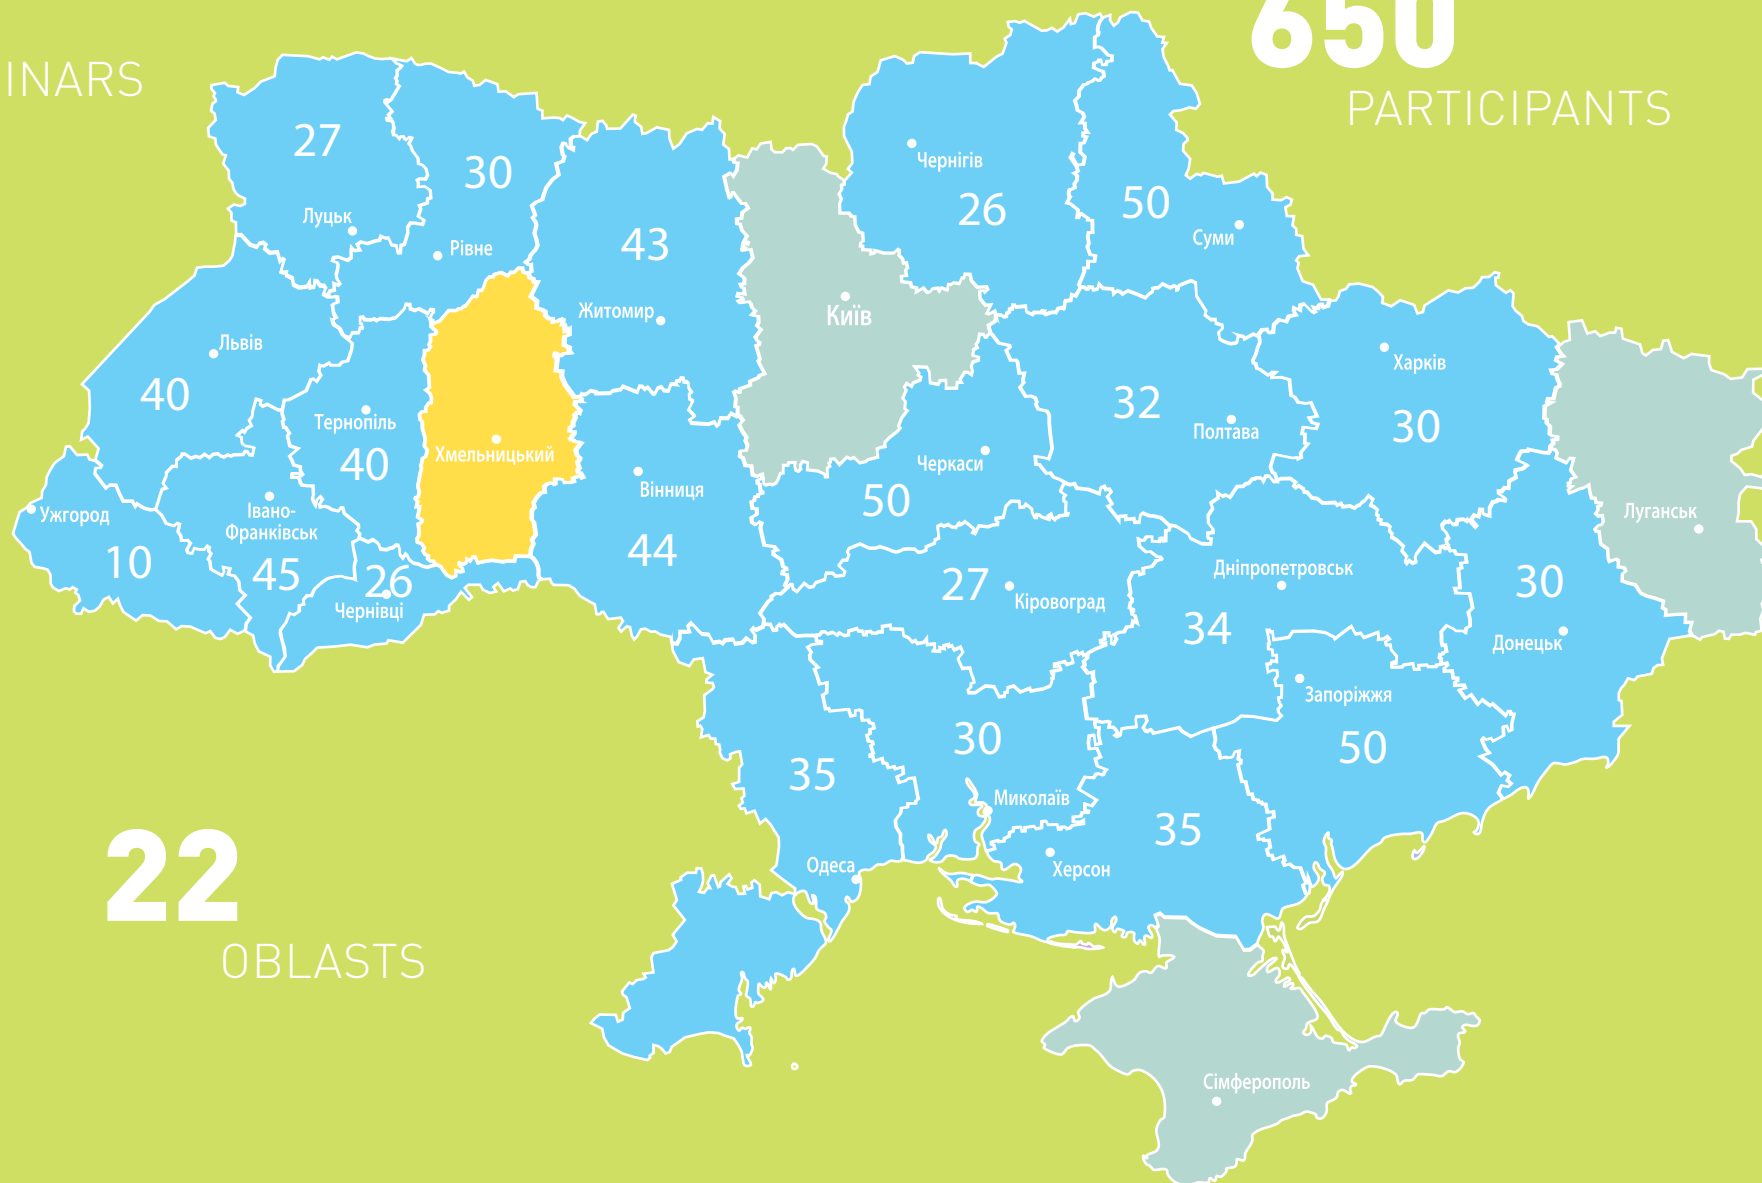 650
INARS
PARTICIPANTS
27
30
Чернігів
26
50
Луцьк
Рівне
43
Суми
Житомир
Київ
Львів
40
Тернопіль
40
Хмельницький
32
Полтава
Харків
30
Вінниця
44
Черкаси
50
Луганськ
Ужгород
10
Івано-
Франківськ
45
26
Чернівці
27
Кіровоград
Дніпропетровськ
34
30
Донецьк
Запоріжжя
50
30
Миколаїв
35
Одеса
35
Херсон
22
OBLASTS
Сімферополь